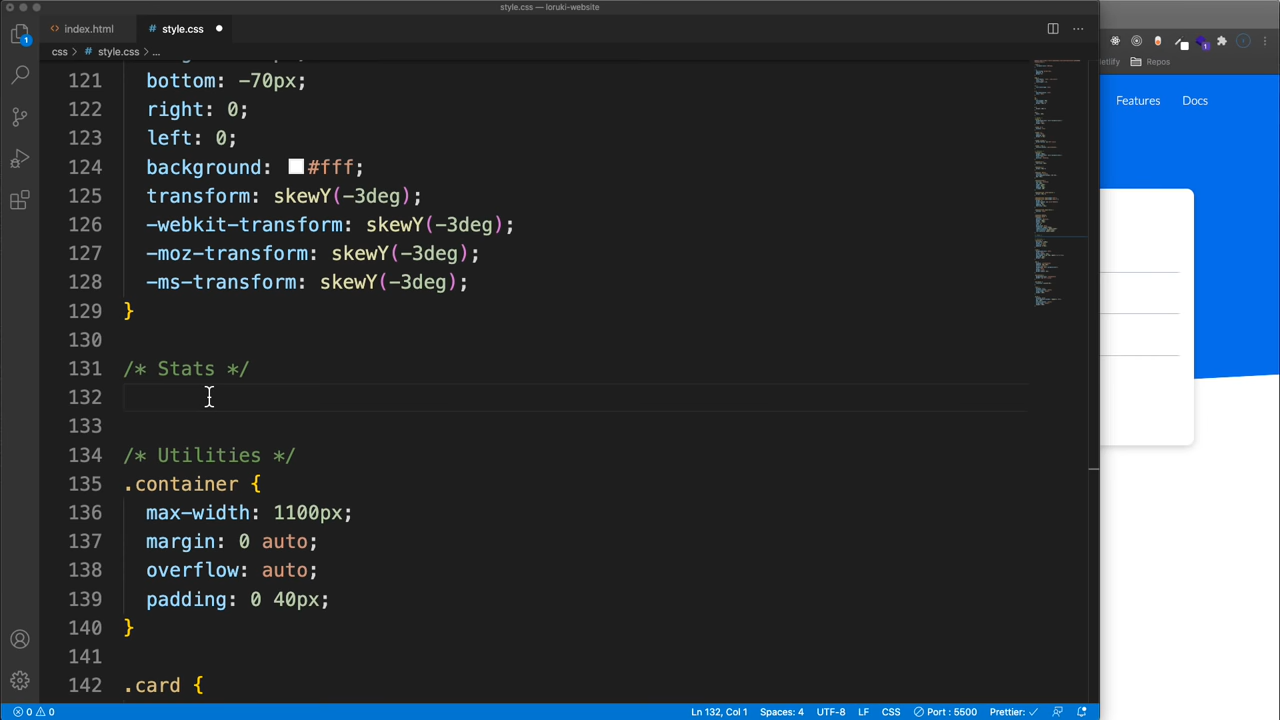 style.css — loruki-website
index.html
style.css
css > style.css > ...
Repos
Features Docs
121 bottom: -70px;
122 right: 0;
123 left: 0;
124 background: #fff;
125 transform: skewY(-3deg);
126 -webkit-transform: skewY(-3deg);
127 -moz-transform: skewY(-3deg);
128 -ms-transform: skewY(-3deg);
129 }
130
131 /* Stats */
132
133
134 /* Utilities */
135 .container {
136 max-width: 1100px;
137 margin: 0 auto;
138 overflow: auto;
139 padding: 0 40px;
140 }
141
142 .card {
0 0
Ln 132, Col 1 Spaces: 4 UTF-8 LF CSS Port : 5500 Prettier: ✓